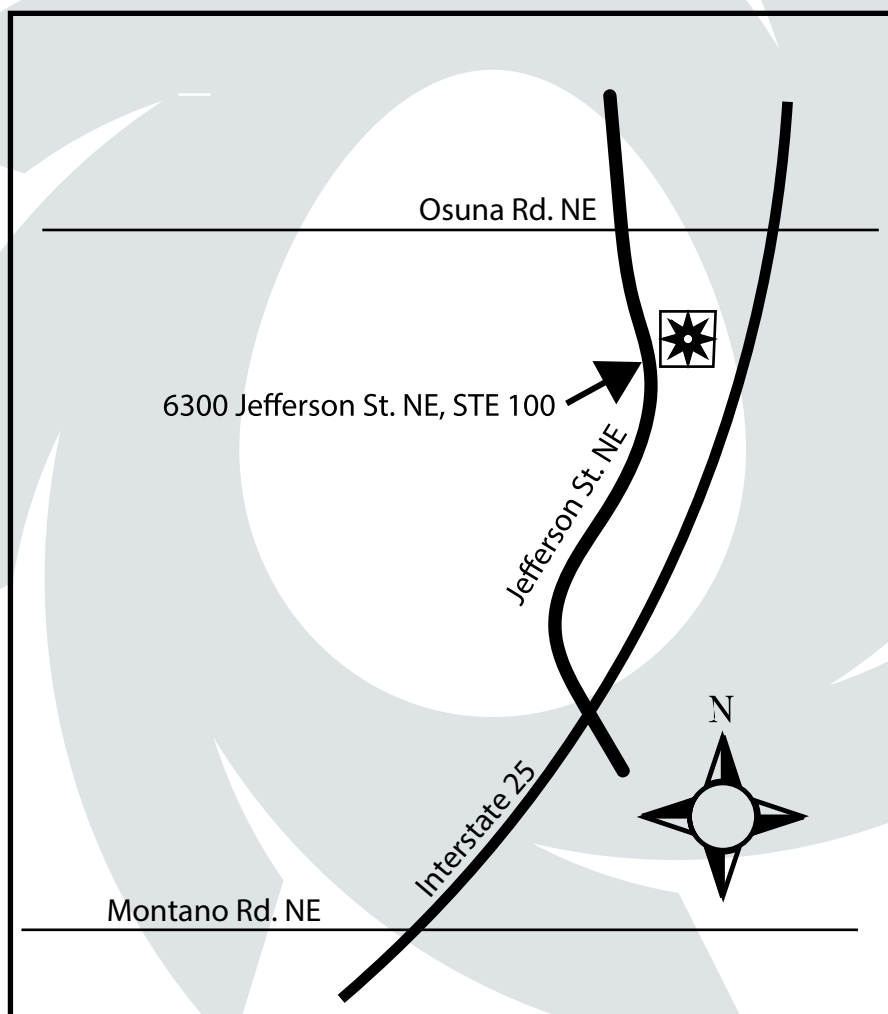 Osuna Rd. NE
6300 Jefferson St. NE, STE 100
Jefferson St. NE
N
Interstate 25
Montano Rd. NE